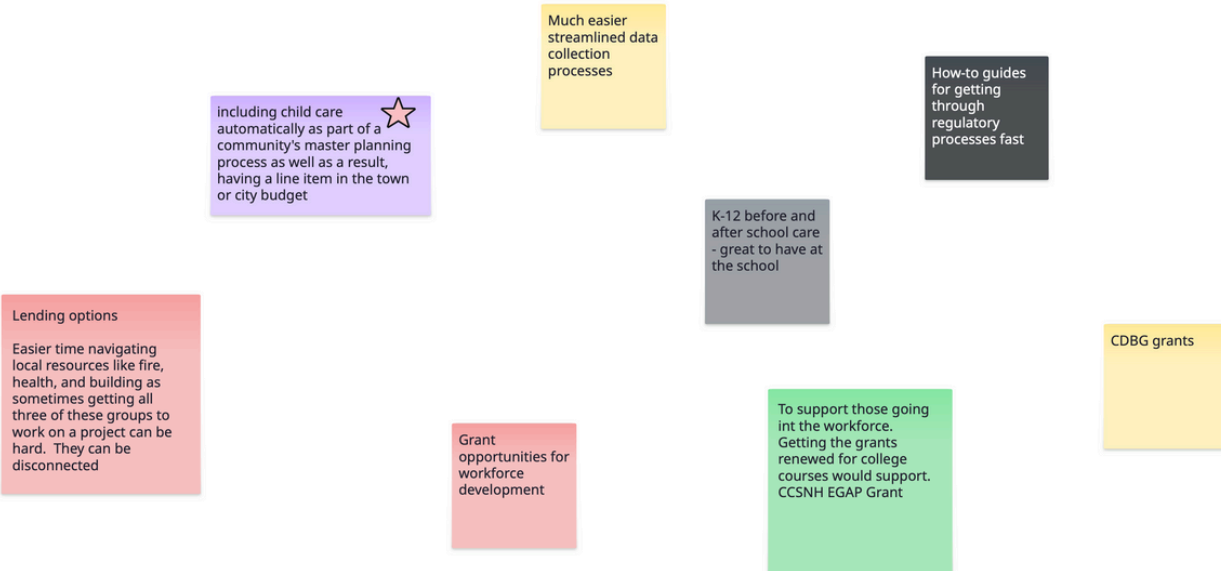 Much easier
streamlined data
collection
processes
How-to guides
for getting
through
regulatory
processes fast
including child care
automatically as part of a
community's master planning
process as well as a result,
having a line item in the town
or city budget
K-12 before and
after school care
- great to have at
the school
Lending options
Easier time navigating
local resources like fire,
health, and building as
sometimes getting all
three of these groups to
work on a project can be
hard.  They can be
disconnected
CDBG grants
Grant
opportunities for
workforce
development
To support those going
int the workforce.
Getting the grants
renewed for college
courses would support.
CCSNH EGAP Grant